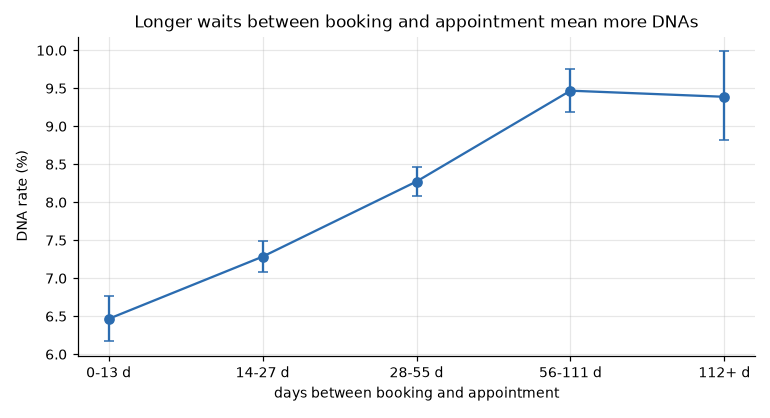 Longer waits between booking and appointment mean more DNAs
DNA rate (%)
10.0
9.5
9.0
8.5
8.0
7.5
7.0
6.5
6.0
0-13 d
14-27 d
28-55 d
56-111 d
112+ d
days between booking and appointment